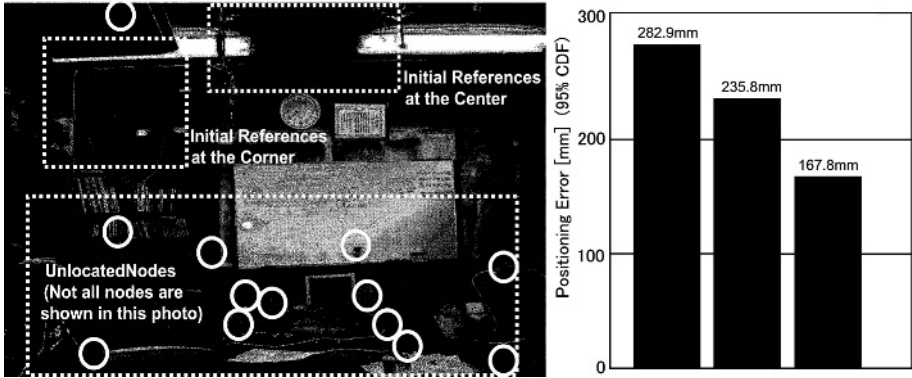 Initial References
at the Center
Initial References
at the Corner
UnlocatedNodes
(Not all nodes are
shown in this photo)
Positioning Error [mm] (95% CDF)
300
200
100
0
282.9mm
235.8mm
167.8mm